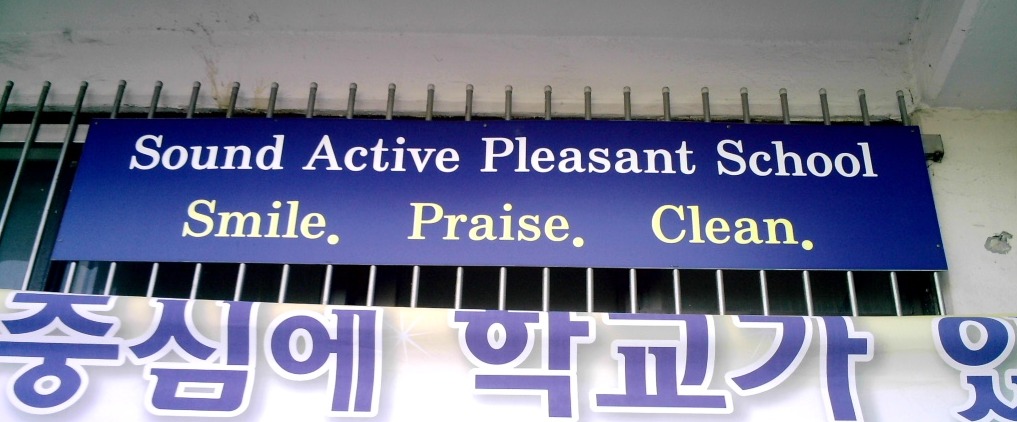 Sound Active Pleasant School
Smile. Praise. Clean.
중심에 학교가